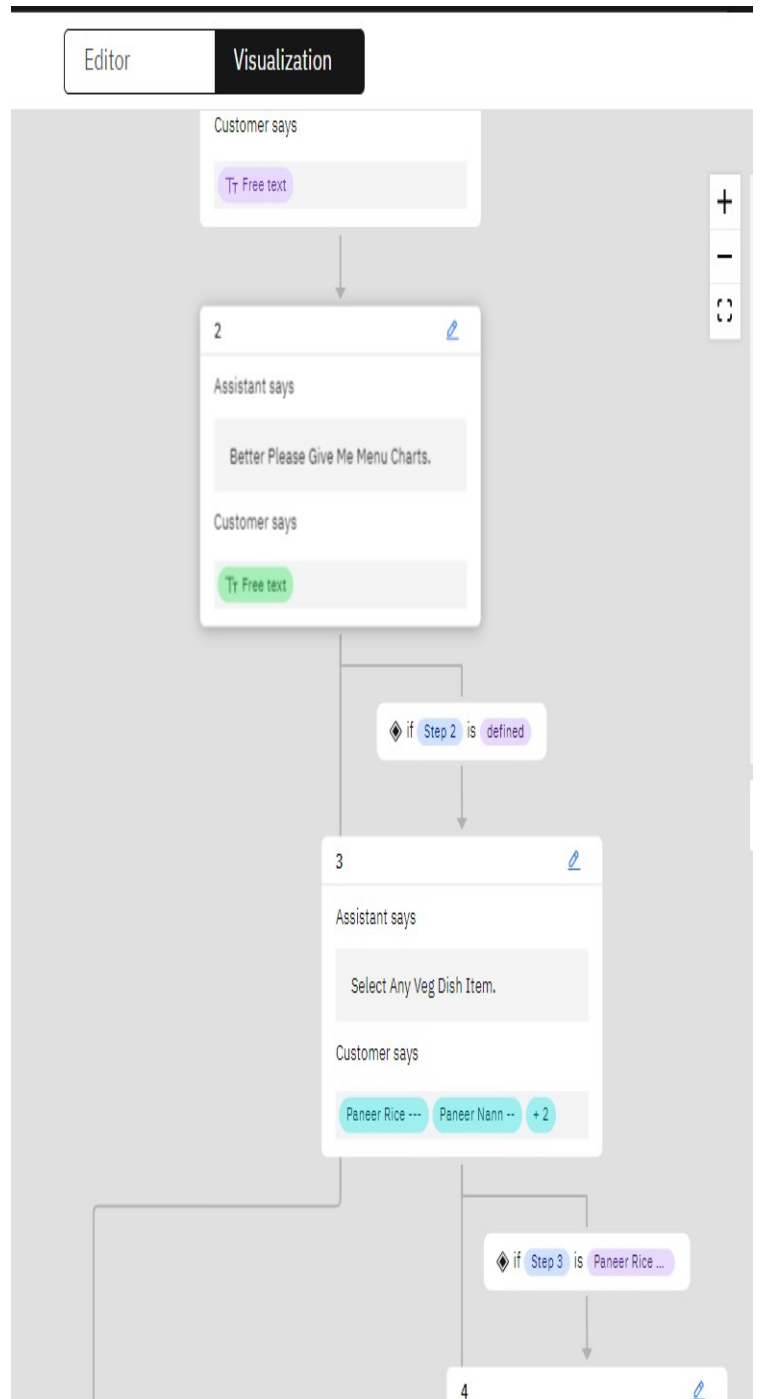 Editor Visualization
Customer says
Tт Free text
2
Assistant says
Better Please Give Me Menu Charts.
Customer says
Tт Free text
if Step 2 is defined
3
Assistant says
Select Any Veg Dish Item.
Customer says
Paneer Rice --- Paneer Nann -- + 2
if Step 3 is Paneer Rice ...
4